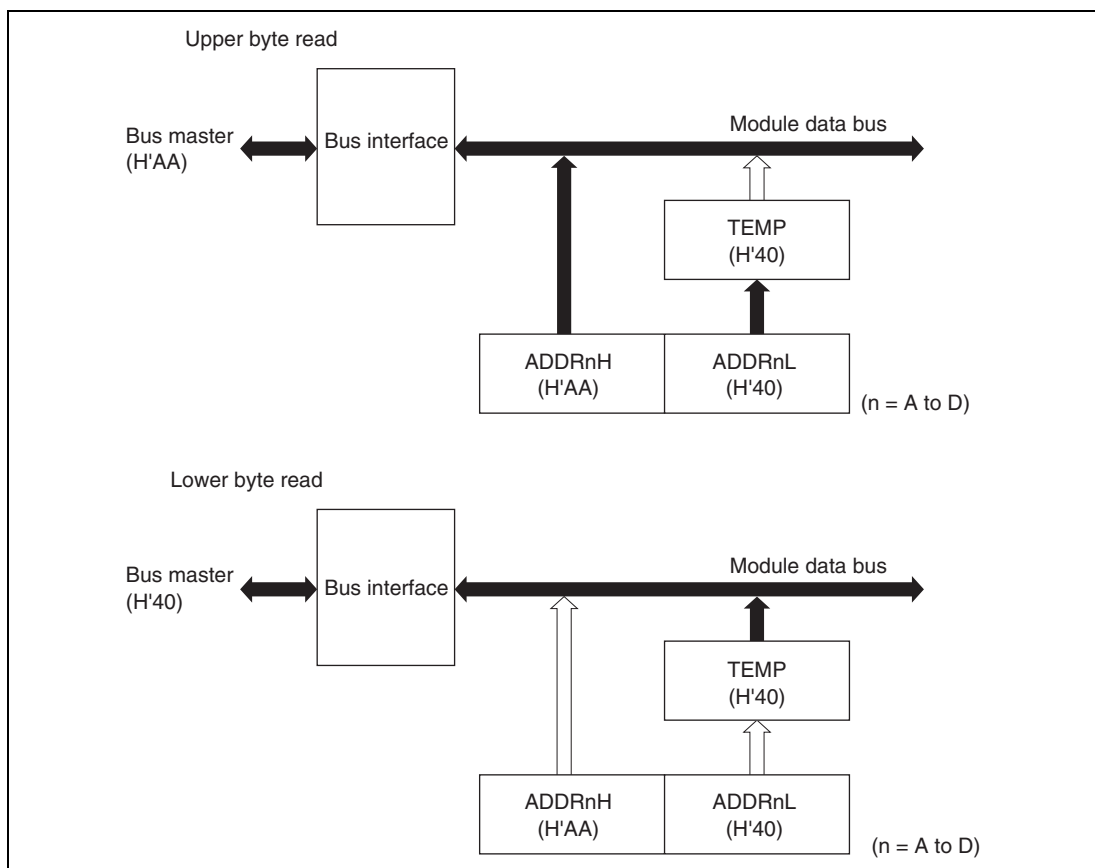 Upper byte read
Bus master
(H'AA)
Bus interface
Module data bus
TEMP
(H'40)
ADDRnH
(H'AA)
ADDRnL
(H'40)
(n = A to D)
Lower byte read
Bus master
(H'40)
Bus interface
Module data bus
TEMP
(H'40)
ADDRnH
(H'AA)
ADDRnL
(H'40)
(n = A to D)